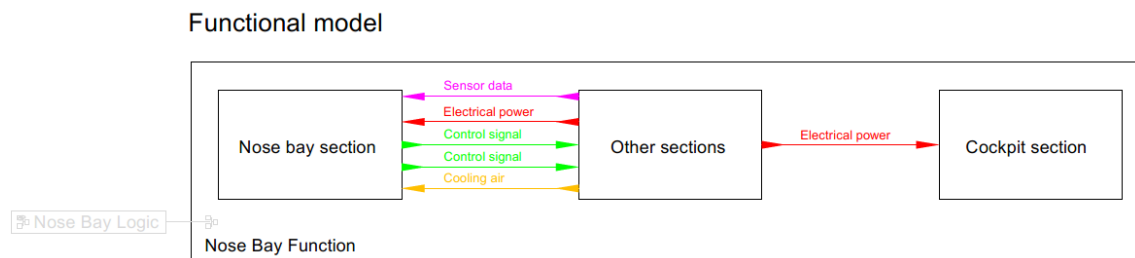 Functional model
Sensor data
Electrical power
Control signal
Control signal
Cooling air
Nose bay section
Other sections
Electrical power
Cockpit section
Nose Bay Logic
Nose Bay Function